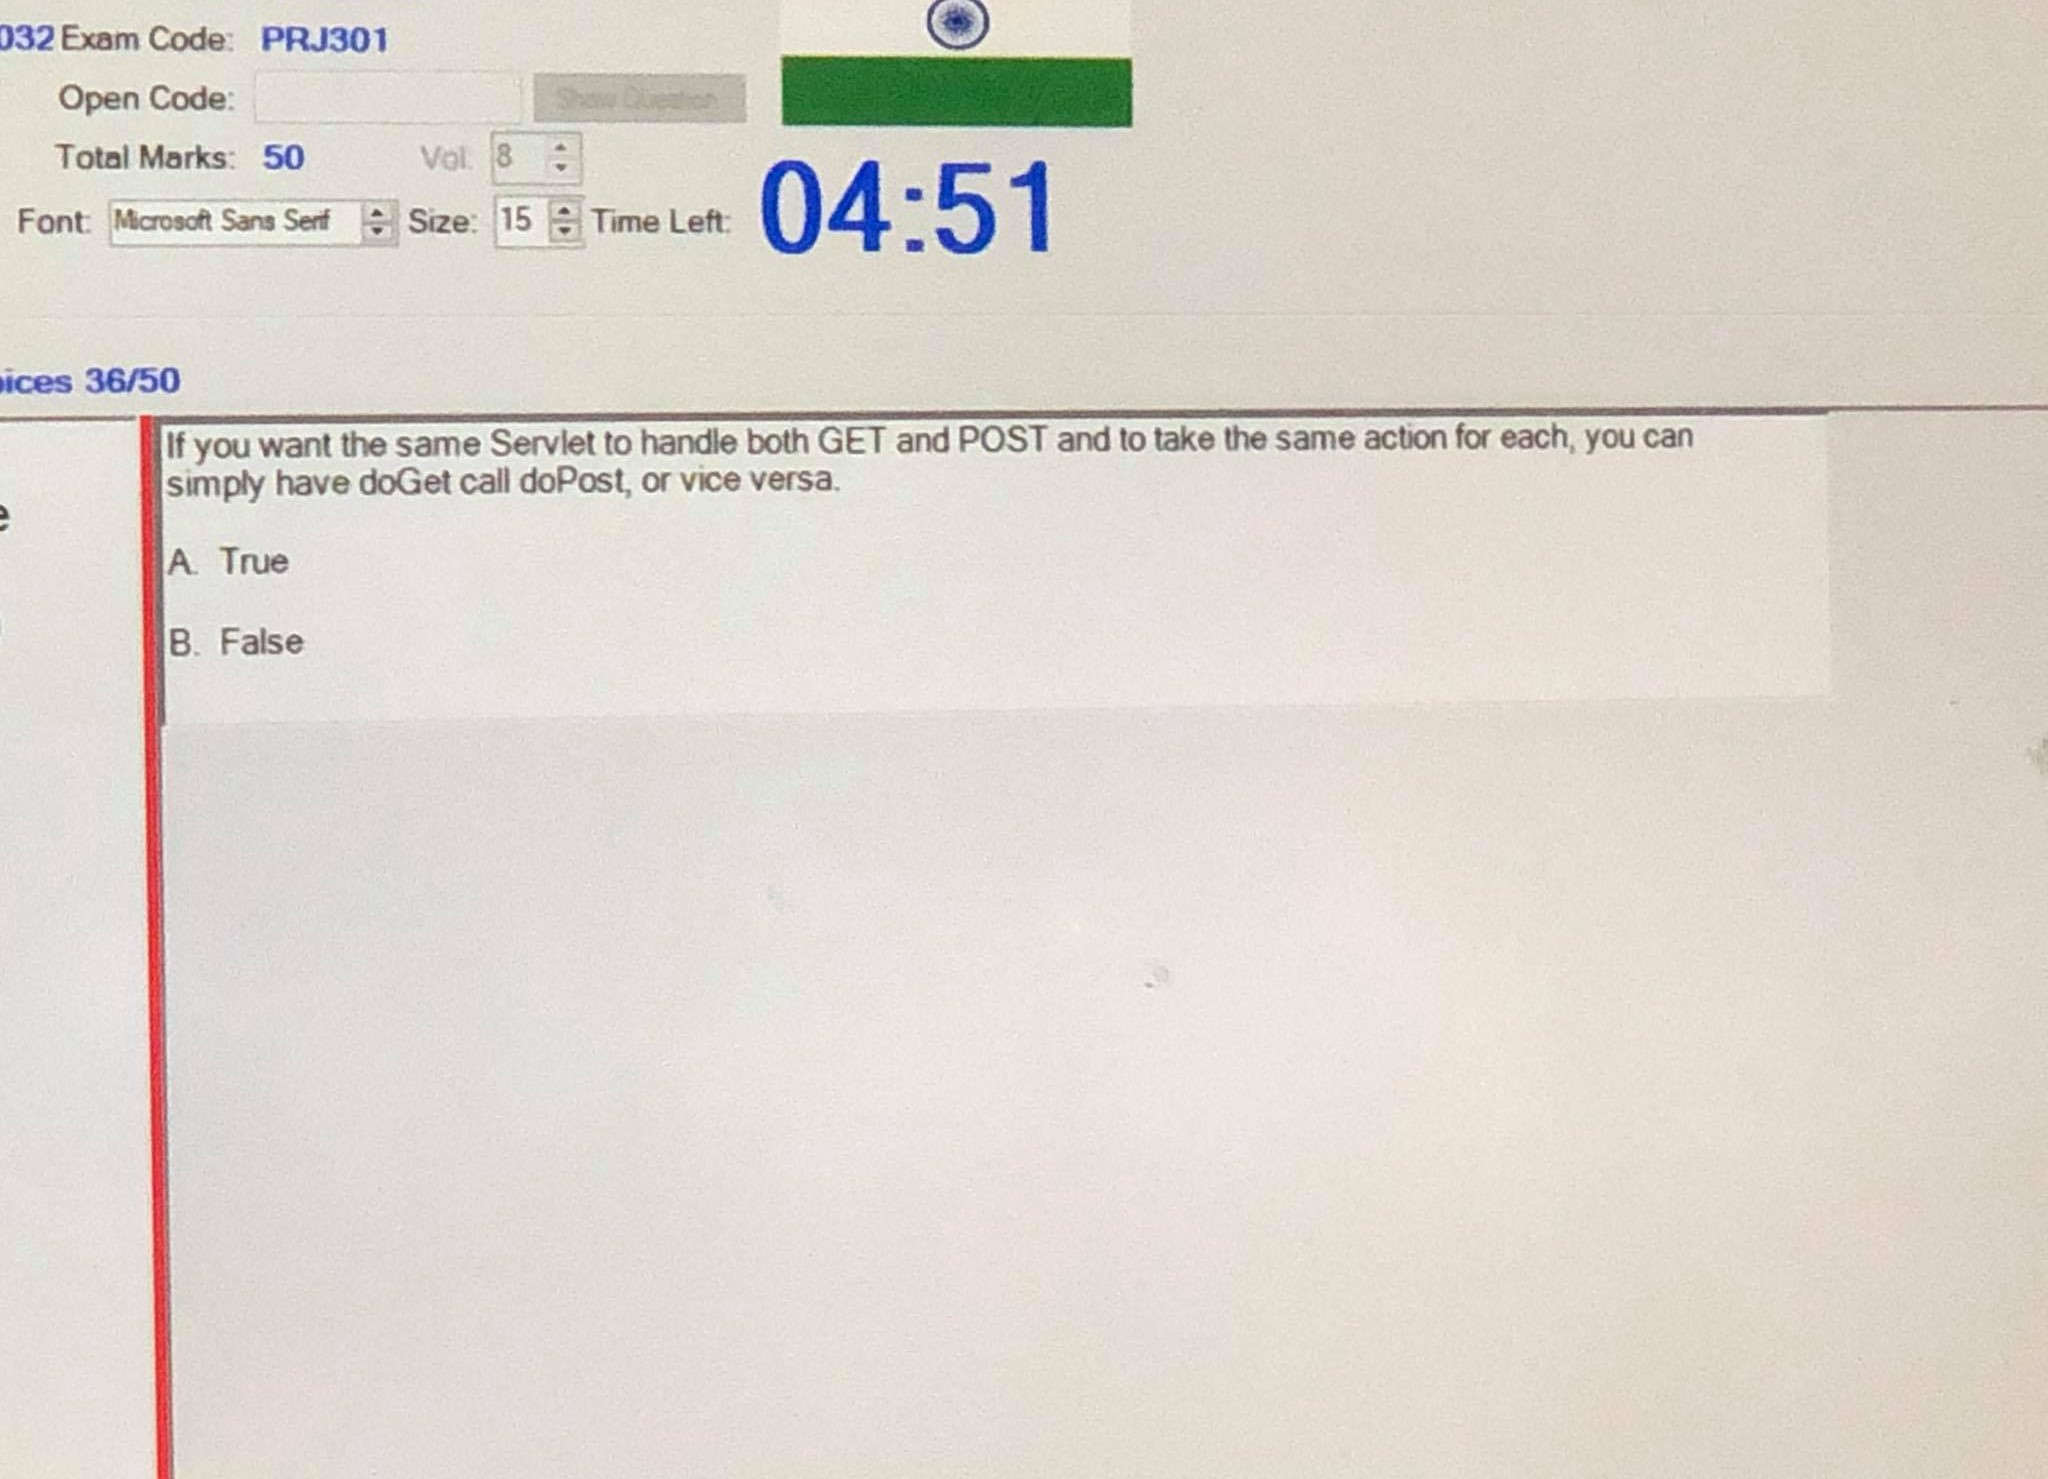 032 Exam Code: PRJ301
Open Code:
Show Question
Total Marks: 50 Vol: 8
Font: Microsoft Sans Serif Size: 15 Time Left: 04:51
oices 36/50
If you want the same Servlet to handle both GET and POST and to take the same action for each, you can
simply have doGet call doPost, or vice versa.
e
A. True
B. False